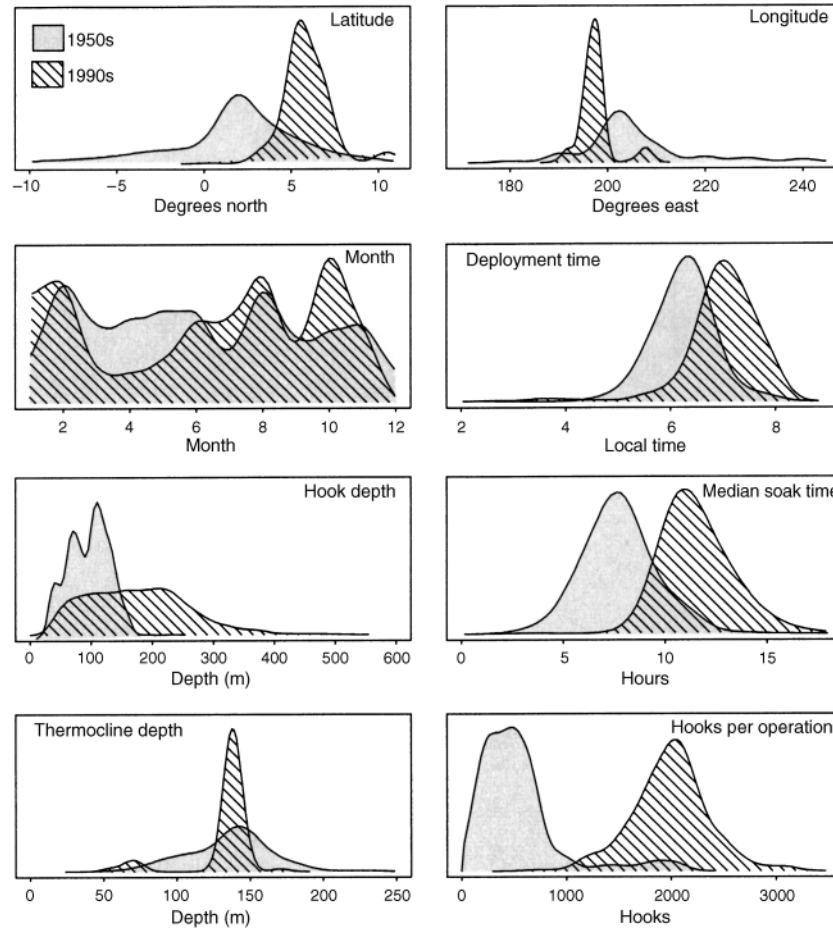 Latitude
1950s
1990s
−10 −5 0 5 10
Degrees north
Longitude
180 200 220 240
Degrees east
Month
2 4 6 8 10 12
Month
Deployment time
2 4 6 8
Local time
Hook depth
0 100 200 300 400 500 600
Depth (m)
Median soak time
0 5 10 15
Hours
Thermocline depth
0 50 100 150 200 250
Depth (m)
Hooks per operation
0 1000 2000 3000
Hooks